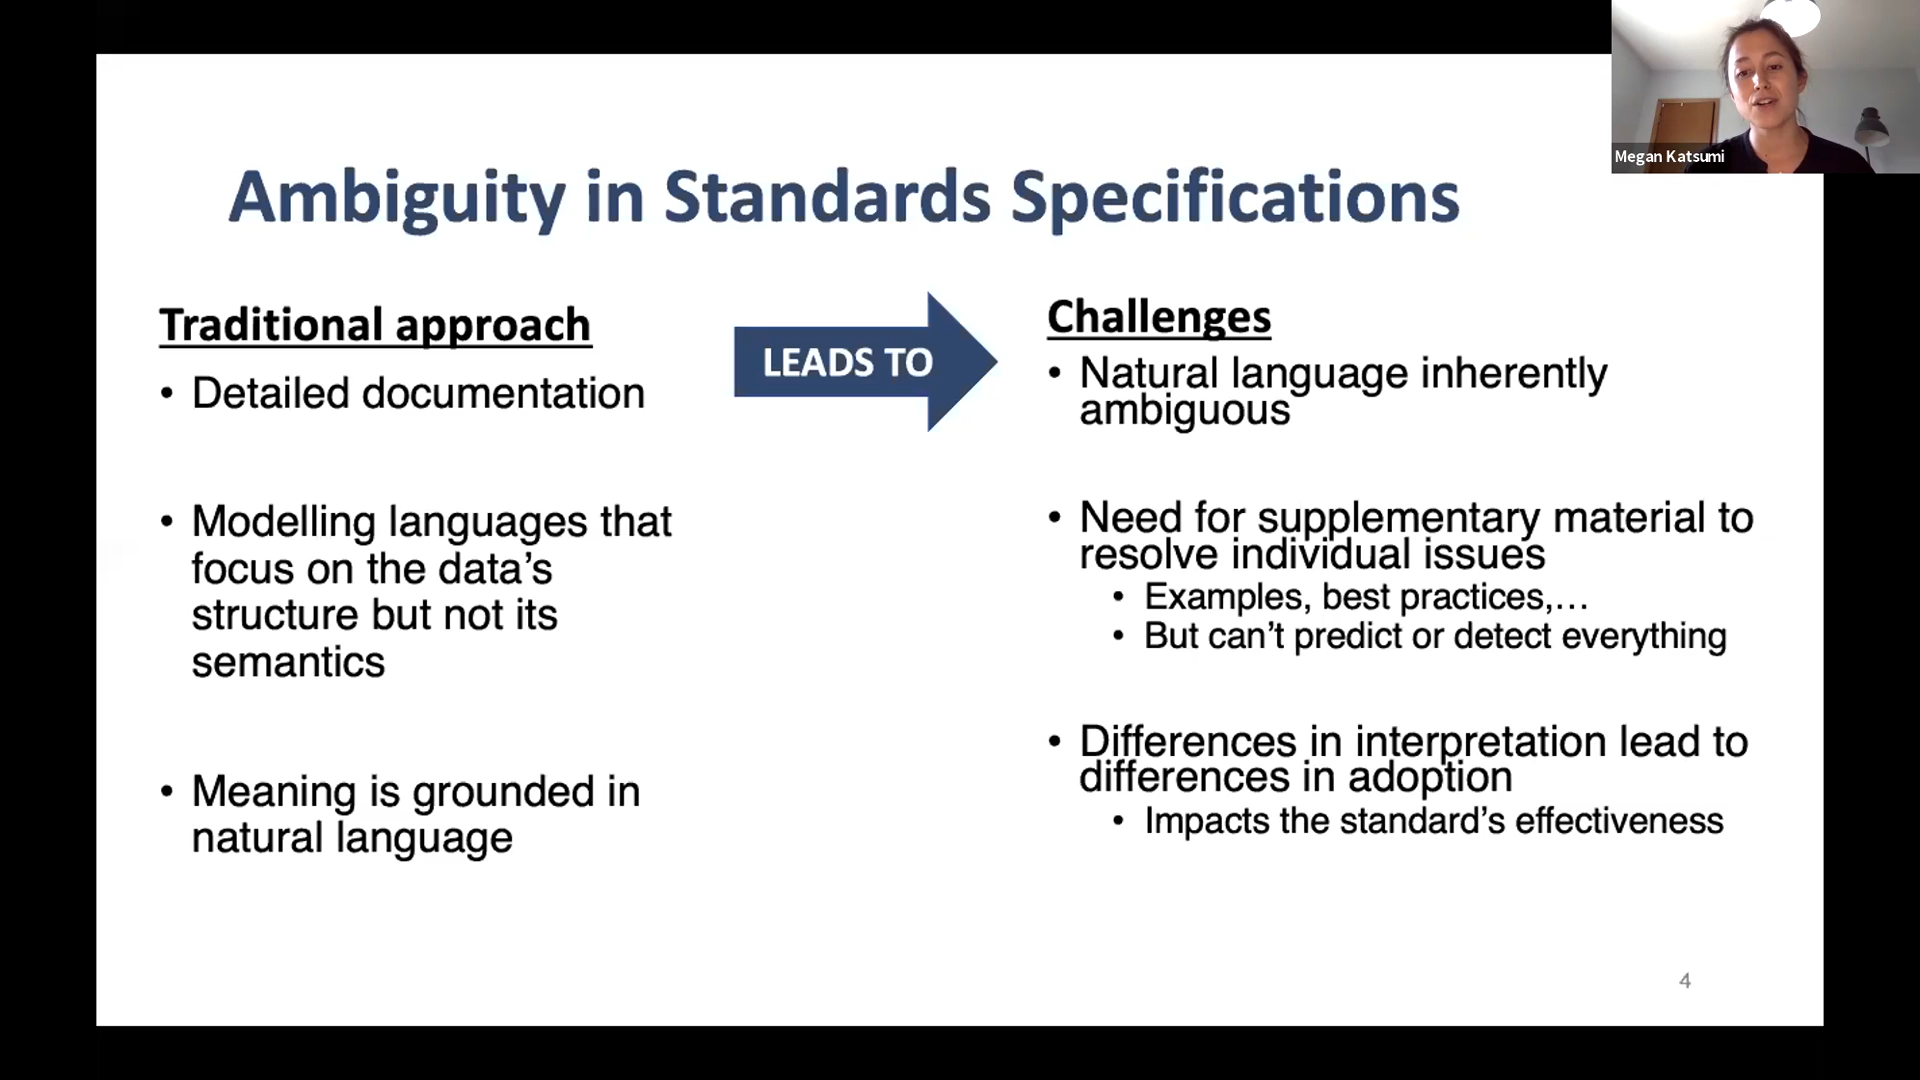 Megan Katsumi
Ambiguity in Standards Specifications
Traditional approach
• Detailed documentation
• Modelling languages that
focus on the data’s
structure but not its
semantics
• Meaning is grounded in
natural language
LEADS TO
Challenges
• Natural language inherently
ambiguous
• Need for supplementary material to
resolve individual issues
• Examples, best practices,…
• But can’t predict or detect everything
• Differences in interpretation lead to
differences in adoption
• Impacts the standard’s effectiveness
4